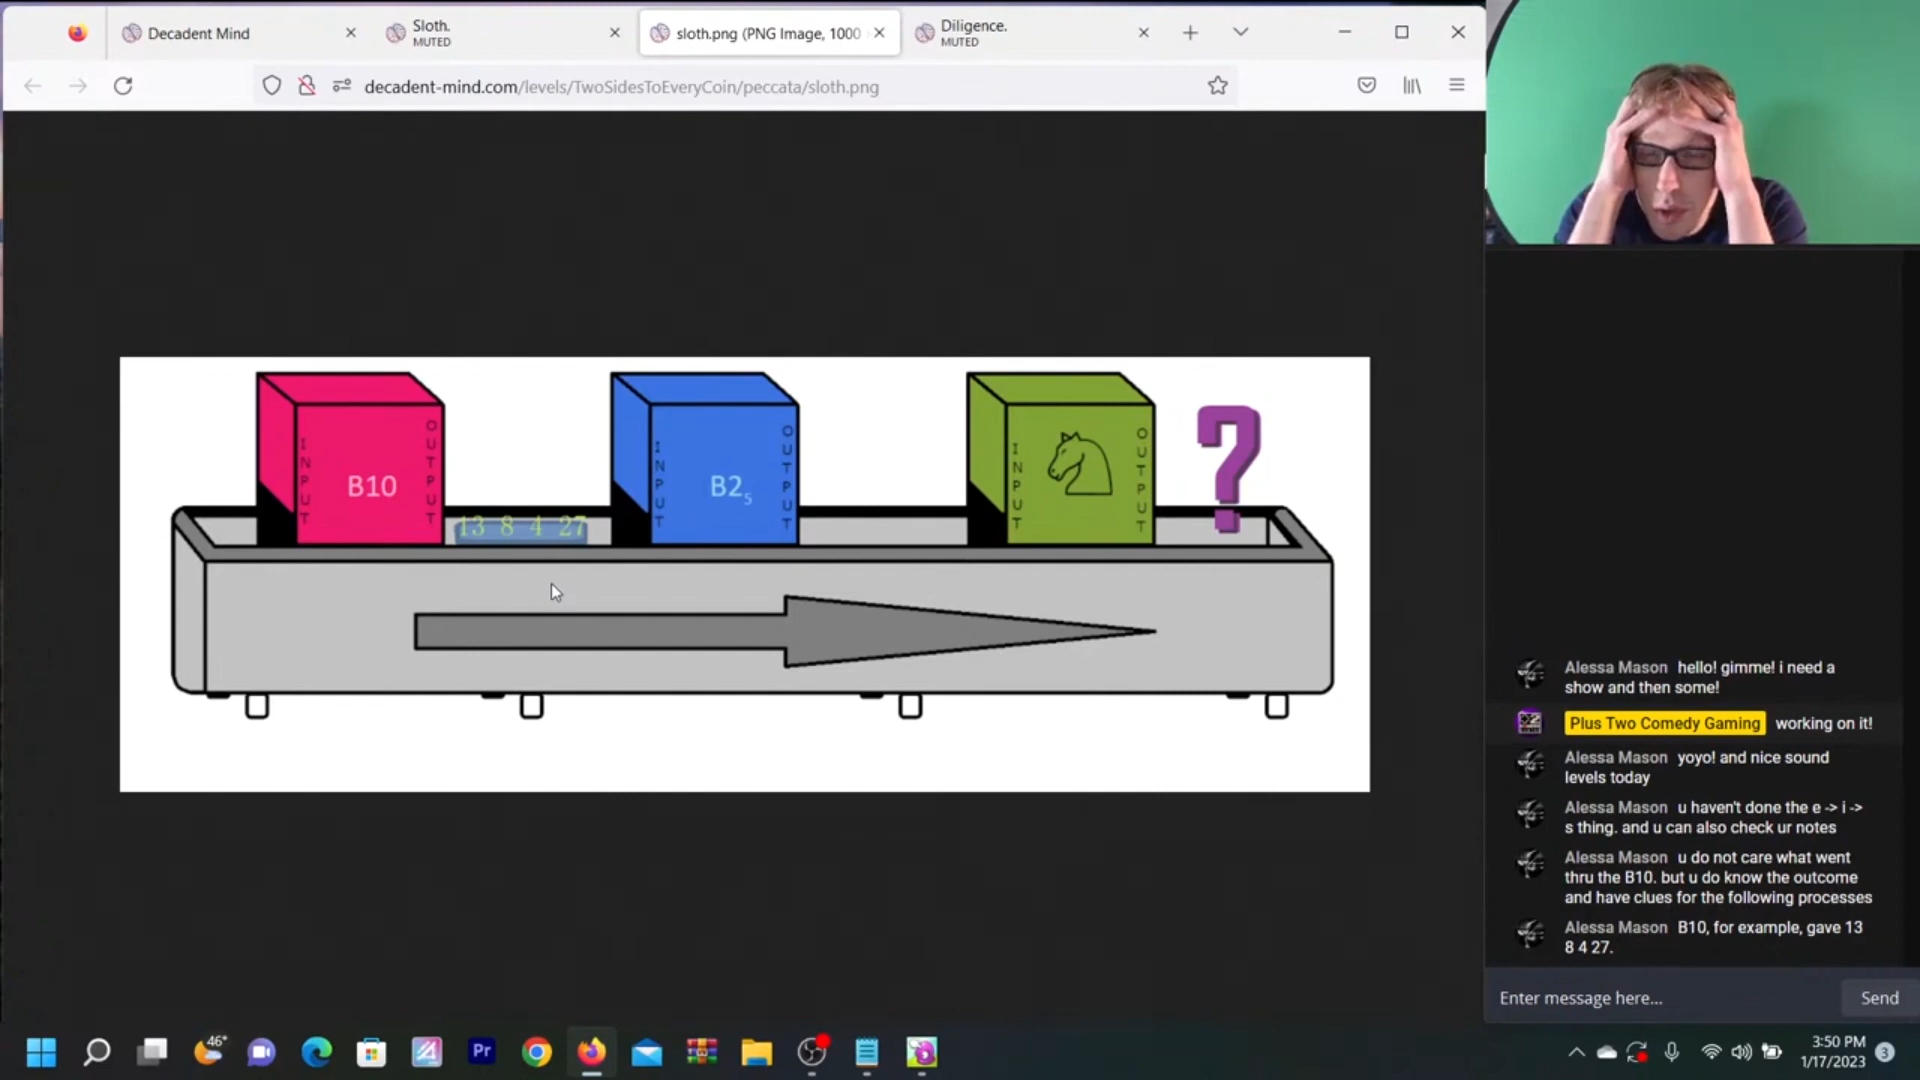 Decadent Mind
Sloth.
MUTED
sloth.png (PNG Image, 1000
Diligence.
MUTED
decadent-mind.com/levels/TwoSidesToEveryCoin/peccata/sloth.png
INPUT
B10
OUTPUT
13 8 4 27
INPUT
B2₅
OUTPUT
INPUT
OUTPUT
?
Alessa Mason hello! gimme! i need a
show and then some!
Plus Two Comedy Gaming working on it!
Alessa Mason yoyo! and nice sound
levels today
Alessa Mason u haven't done the e -> i ->
s thing. and u can also check ur notes
Alessa Mason u do not care what went
thru the B10. but u do know the outcome
and have clues for the following processes
Alessa Mason B10, for example, gave 13
8 4 27.
Enter message here...
Send
46°
Pr
3:50 PM
1/17/2023
3